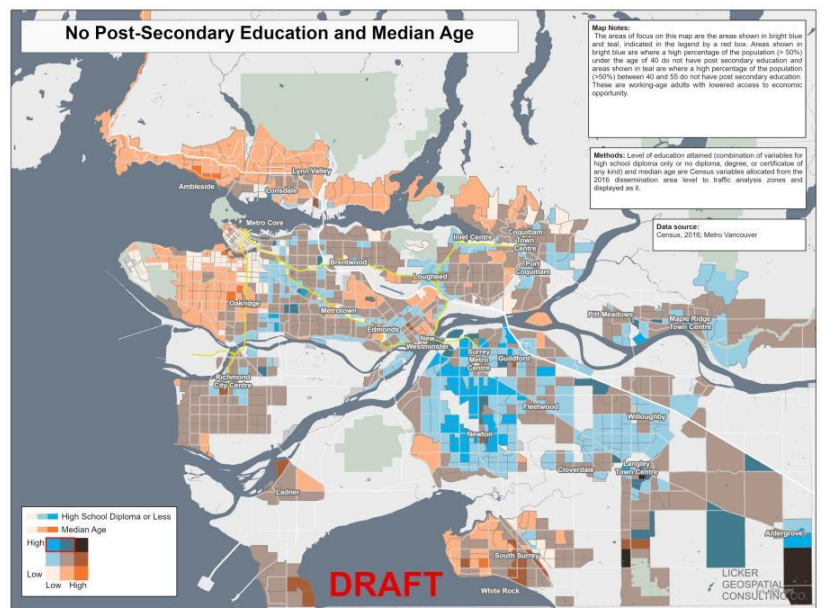 No Post-Secondary Education and Median Age
Map Notes:
The areas of focus on this map are the areas shown in bright blue
and teal, indicated in the legend by a red box. Areas shown in
bright blue are where a high percentage of the population (> 50%)
under the age of 40 do not have post secondary education and
areas shown in teal are where a high percentage of the population
(>50%) between 40 and 55 do not have post secondary education.
These are working-age adults with lowered access to economic
opportunity.
Methods: Level of education attained (combination of variables for
high school diploma only or no diploma, degree, or certificatoe of
any kind) and median age are Census variables allocated from the
2016 dissemination area level to traffic analysis zones and
displayed as it.
Data source:
Census, 2016; Metro Vancouver
Lynn Valley
Ambleside
Lonsdale
Metro Core
Inlet Centre
Coquitlam
Town
Centre
Brentwood
Lougheed
Port
Coquitlam
Oakridge
Metrotown
Edmonds
New
Westminster
Pitt Meadows
Maple Ridge
Town Centre
Surrey
Metro
Centre
Guildford
Richmond
City Centre
Fleetwood
Willoughby
Newton
Cloverdale
Langley
Town Centre
Ladner
Aldergrove
South Surrey
White Rock
High School Diploma or Less
Median Age
High
Low
Low High
DRAFT
LICKER
GEOSPATIAL
CONSULTING CO.